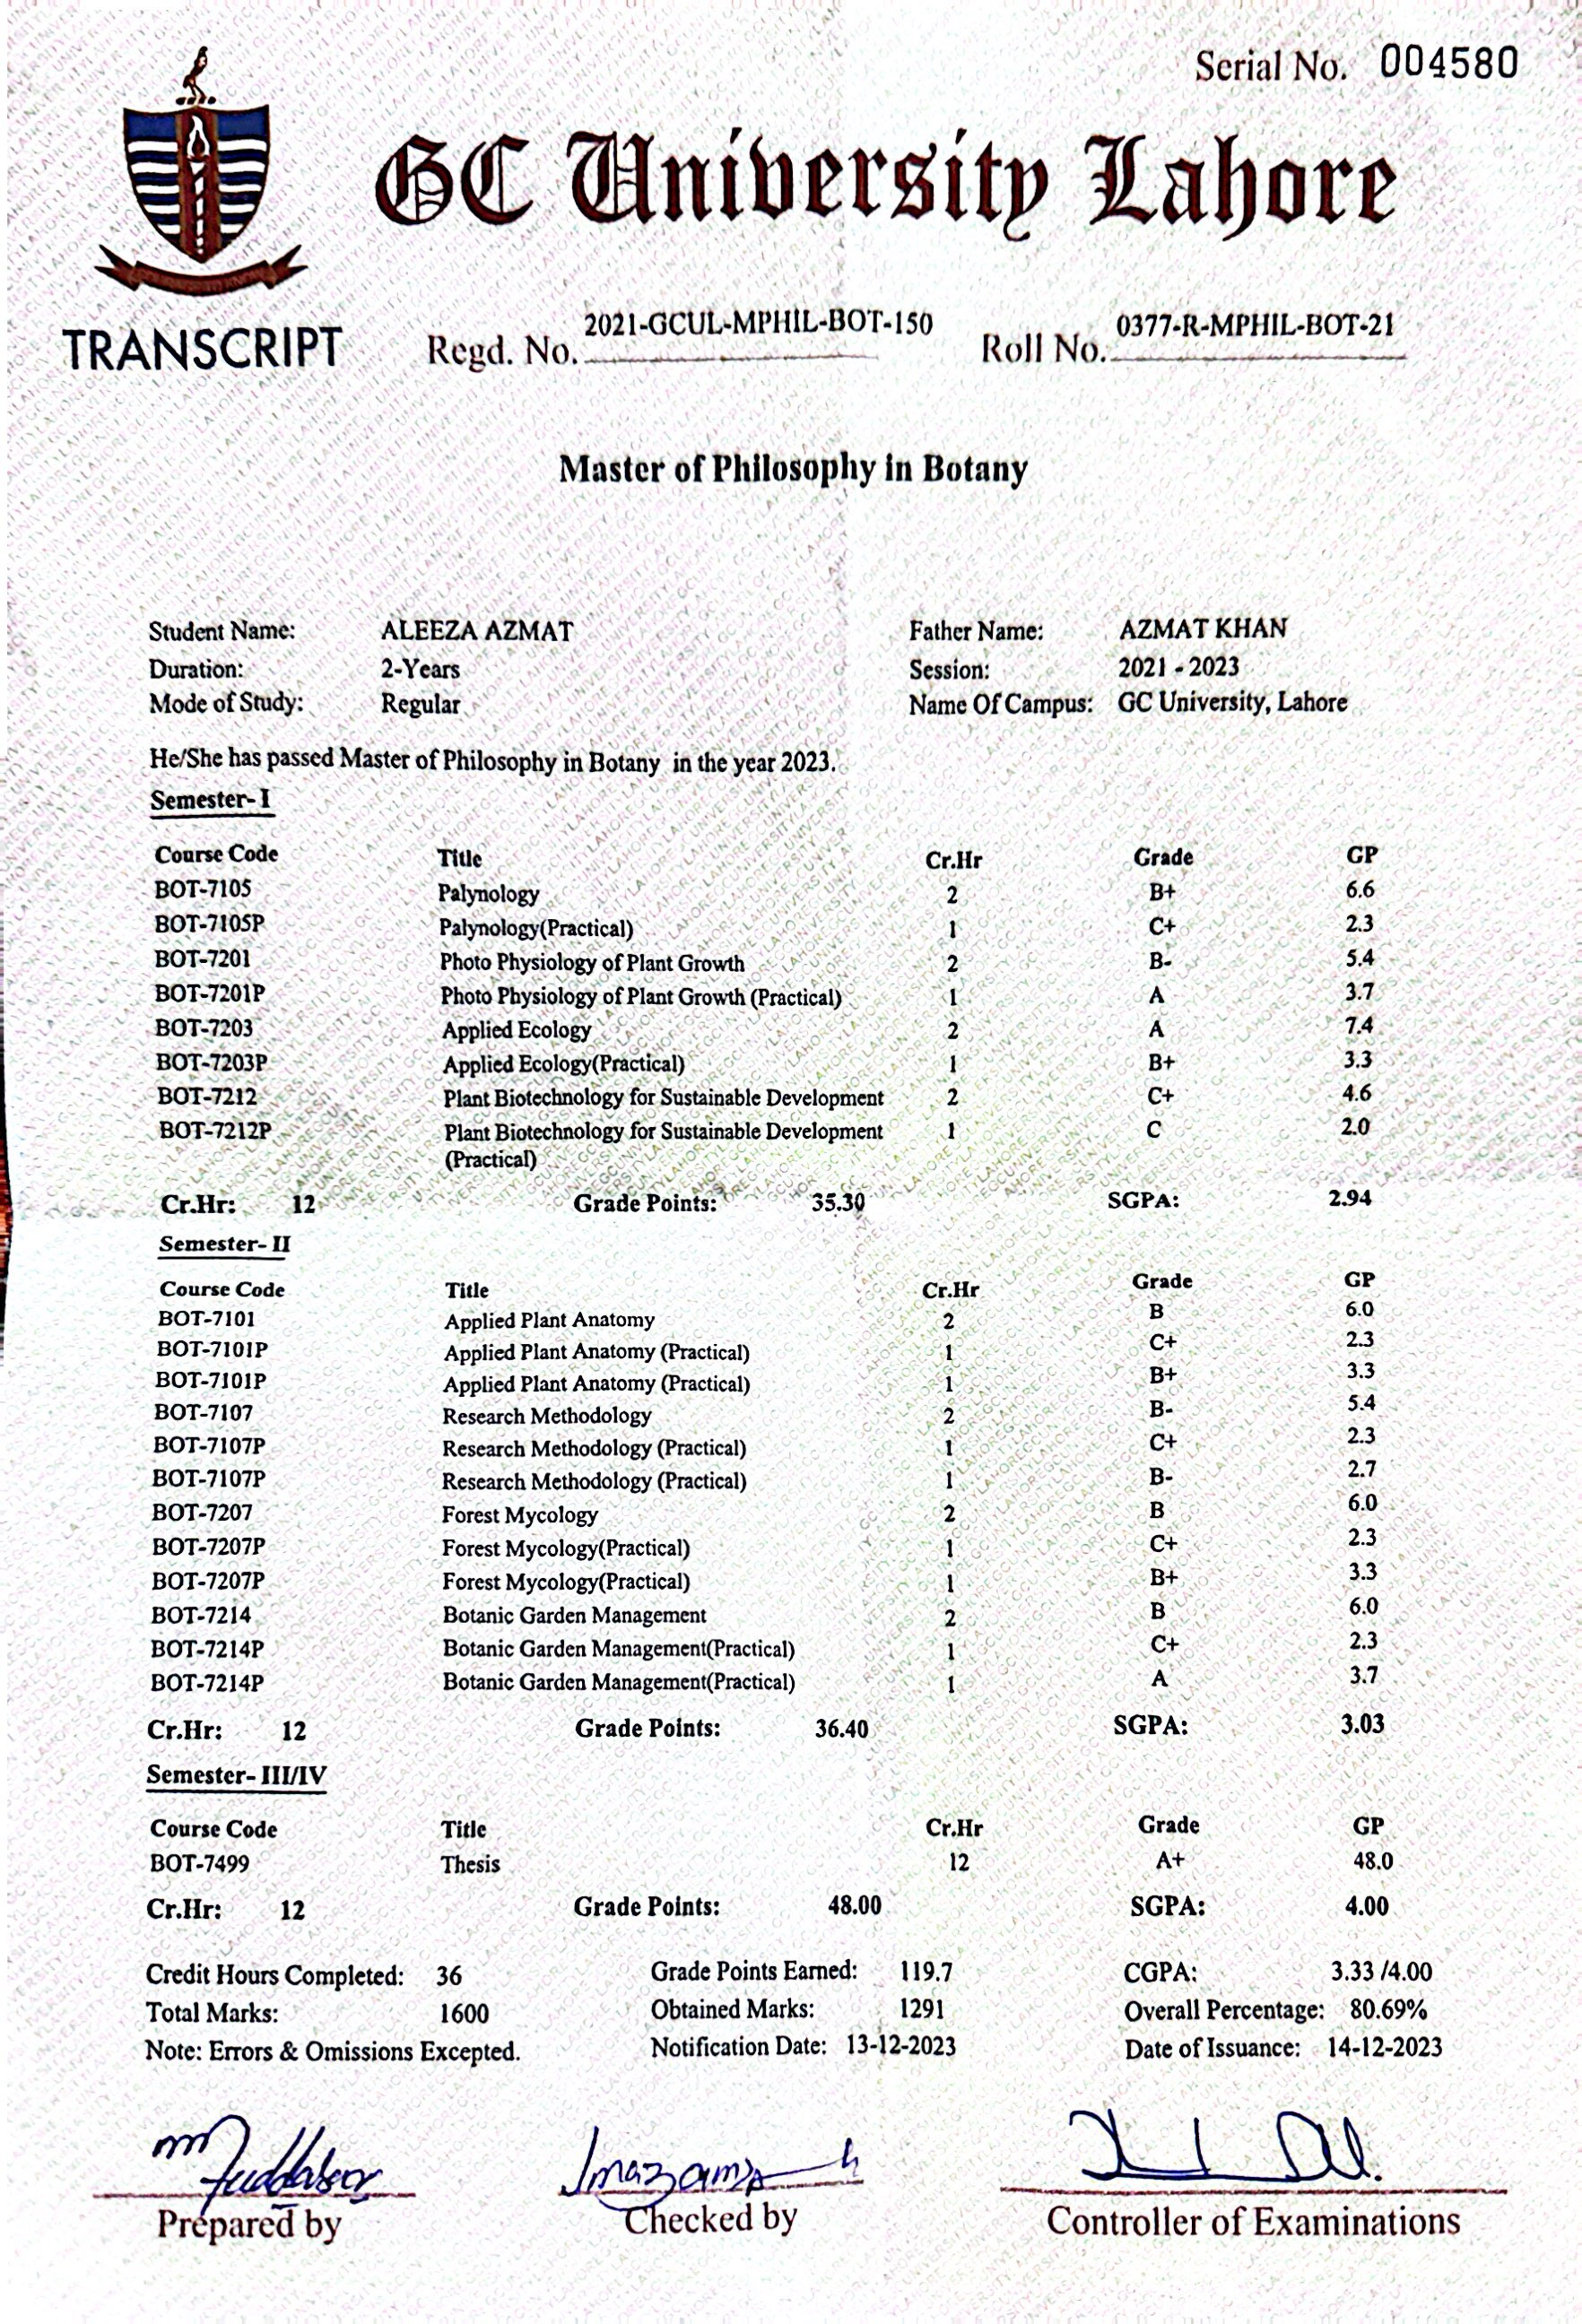 Serial No. 004580
GC University Lahore
TRANSCRIPT
Regd. No. 2021-GCUL-MPHIL-BOT-150
Roll No. 0377-R-MPHIL-BOT-21
Master of Philosophy in Botany
Student Name: ALEEZA AZMAT Father Name: AZMAT KHAN
Duration: 2-Years Session: 2021 - 2023
Mode of Study: Regular Name Of Campus: GC University, Lahore
He/She has passed Master of Philosophy in Botany in the year 2023.
Semester- I
Course Code Title Cr.Hr Grade GP
BOT-7105 Palynology 2 B+ 6.6
BOT-7105P Palynology(Practical) 1 C+ 2.3
BOT-7201 Photo Physiology of Plant Growth 2 B- 5.4
BOT-7201P Photo Physiology of Plant Growth (Practical) 1 A 3.7
BOT-7203 Applied Ecology 2 A 7.4
BOT-7203P Applied Ecology(Practical) 1 B+ 3.3
BOT-7212 Plant Biotechnology for Sustainable Development 2 C+ 4.6
BOT-7212P Plant Biotechnology for Sustainable Development 1 C 2.0
(Practical)
Cr.Hr: 12 Grade Points: 35.30 SGPA: 2.94
Semester- II
Course Code Title Cr.Hr Grade GP
BOT-7101 Applied Plant Anatomy 2 B 6.0
BOT-7101P Applied Plant Anatomy (Practical) 1 C+ 2.3
BOT-7101P Applied Plant Anatomy (Practical) 1 B+ 3.3
BOT-7107 Research Methodology 2 B- 5.4
BOT-7107P Research Methodology (Practical) 1 C+ 2.3
BOT-7107P Research Methodology (Practical) 1 B- 2.7
BOT-7207 Forest Mycology 2 B 6.0
BOT-7207P Forest Mycology(Practical) 1 C+ 2.3
BOT-7207P Forest Mycology(Practical) 1 B+ 3.3
BOT-7214 Botanic Garden Management 2 B 6.0
BOT-7214P Botanic Garden Management(Practical) 1 C+ 2.3
BOT-7214P Botanic Garden Management(Practical) 1 A 3.7
Cr.Hr: 12 Grade Points: 36.40 SGPA: 3.03
Semester- III/IV
Course Code Title Cr.Hr Grade GP
BOT-7499 Thesis 12 A+ 48.0
Cr.Hr: 12 Grade Points: 48.00 SGPA: 4.00
Credit Hours Completed: 36 Grade Points Earned: 119.7 CGPA: 3.33 /4.00
Total Marks: 1600 Obtained Marks: 1291 Overall Percentage: 80.69%
Note: Errors & Omissions Excepted. Notification Date: 13-12-2023 Date of Issuance: 14-12-2023
Prepared by Checked by Controller of Examinations